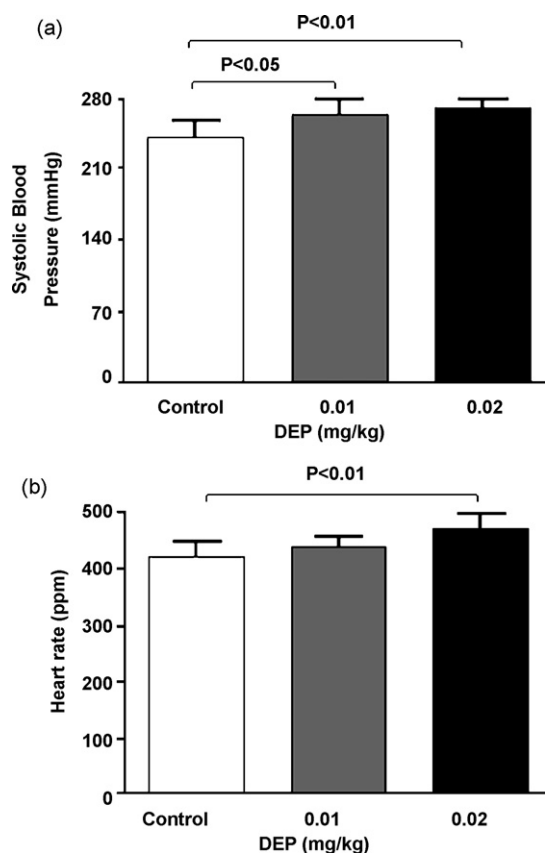 (a)
P<0.01
P<0.05
Systolic Blood
Pressure (mmHg)
280
210
140
70
0
Control
0.01
0.02
DEP (mg/kg)
(b)
P<0.01
Heart rate (ppm)
500
400
300
200
100
0
Control
0.01
0.02
DEP (mg/kg)